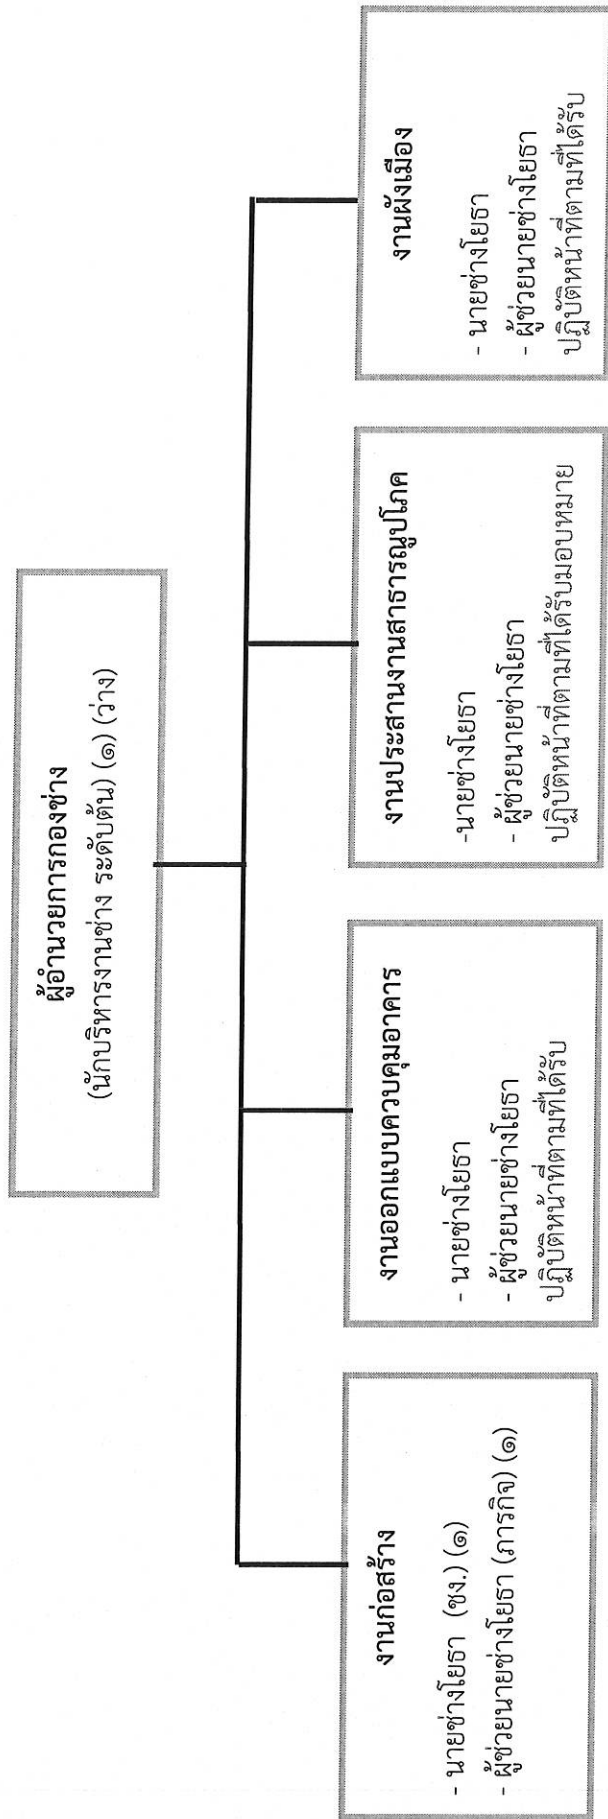 ผู้อำนวยการกองช่าง
(นักบริหารงานช่าง ระดับต้น) (๑) (ว่าง)
งานก่อสร้าง
- นายช่างโยธา (ชง.) (๑)
- ผู้ช่วยนายช่างโยธา (ภารกิจ) (๑)
งานออกแบบควบคุมอาคาร
- นายช่างโยธา
- ผู้ช่วยนายช่างโยธา
ปฏิบัติหน้าที่ตามที่ได้รับ
งานประสานงานสาธารณูปโภค
-นายช่างโยธา
- ผู้ช่วยนายช่างโยธา
ปฏิบัติหน้าที่ตามที่ได้รับมอบหมาย
งานผังเมือง
- นายช่างโยธา
- ผู้ช่วยนายช่างโยธา
ปฏิบัติหน้าที่ตามที่ได้รับ